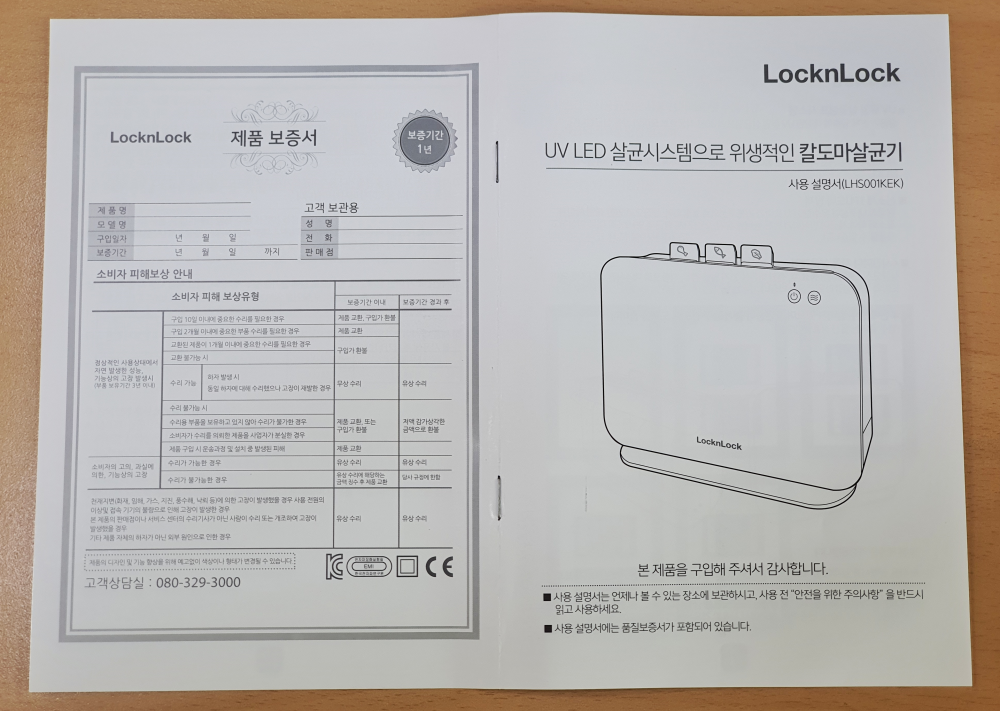 LocknLock
제품 보증서
보증기간
1년
제 품 명
모 델 명
구입일자 년 월 일
보증기간 년 월 일 까지
고객 보관용
성 명
전 화
판 매 점
소비자 피해보상 안내
소비자 피해 보상유형
보증기간 이내 보증기간 경과 후
정상적인 사용상태에서
자연 발생한 성능,
기능상의 고장 발생시
(부품 보유기간 3년 이내)
구입 10일 이내에 중요한 수리를 필요한 경우 제품 교환, 구입가 환불
구입 2개월 이내에 중요한 부품 수리를 필요한 경우 제품 교환
교환된 제품이 1개월 이내에 중요한 수리를 필요한 경우
구입가 환불
교환 불가능 시
수리 가능
하자 발생 시
동일 하자에 대해 수리했으나 고장이 재발한 경우
유상 수리 유상 수리
수리 불가능 시
수리용 부품을 보유하고 있지 않아 수리가 불가한 경우
소비자가 수리를 의뢰한 제품을 사업자가 분실한 경우
제품 교환, 또는
구입가 환불
잔액 감가상각한
금액으로 환불
제품 구입 시 운송과정 및 설치 중 발생된 피해 제품 교환
소비자의 고의, 과실에
의한, 기능상의 고장
수리가 가능한 경우 유상 수리 유상 수리
수리가 불가능한 경우
유상 수리에 해당하는
금액 징수 후 제품 교환
당사 규정에 한함
천재지변(화재, 염해, 가스, 지진, 풍수해, 낙뢰 등)에 의한 고장이 발생했을 경우 사용 전원의
이상및 접속 기기의 불량으로 인해 고장이 발생한 경우
본 제품의 판매점이나 서비스 센터의 수리기사가 아닌 사람이 수리 또는 개조하여 고장이
발생했을 경우
기타 제품 자체의 하자가 아닌 외부 원인으로 인한 경우
유상 수리 유상 수리
제품의 디자인 및 기능 향상을 위해 예고없이 색상이나 형태가 변경될 수 있습니다.
EMI
CE
고객상담실 : 080-329-3000
LocknLock
UV LED 살균시스템으로 위생적인 칼도마살균기
사용 설명서(LHS001KEK)
LocknLock
본 제품을 구입해 주셔서 감사합니다.
■ 사용 설명서는 언제나 볼 수 있는 장소에 보관하시고, 사용 전 “안전을 위한 주의사항” 을 반드시
읽고 사용하세요.
■ 사용 설명서에는 품질보증서가 포함되어 있습니다.